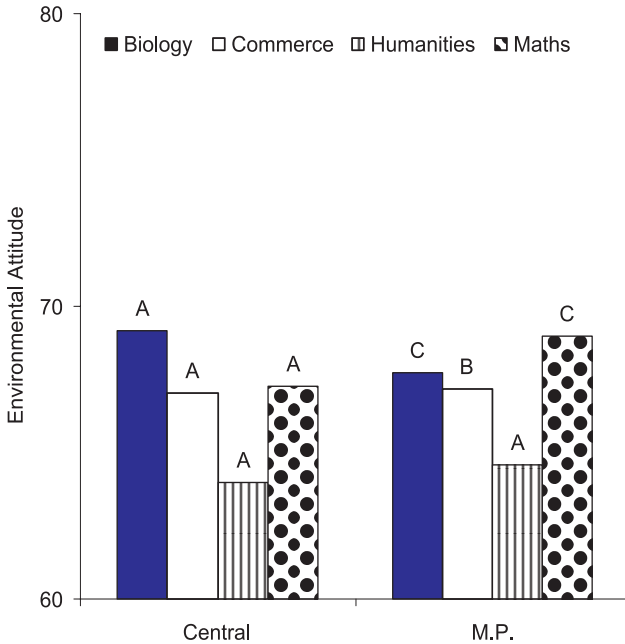 80
Biology Commerce Humanities Maths
Environmental Attitude
70
A
A
A
A
C
B
A
C
60
Central M.P.